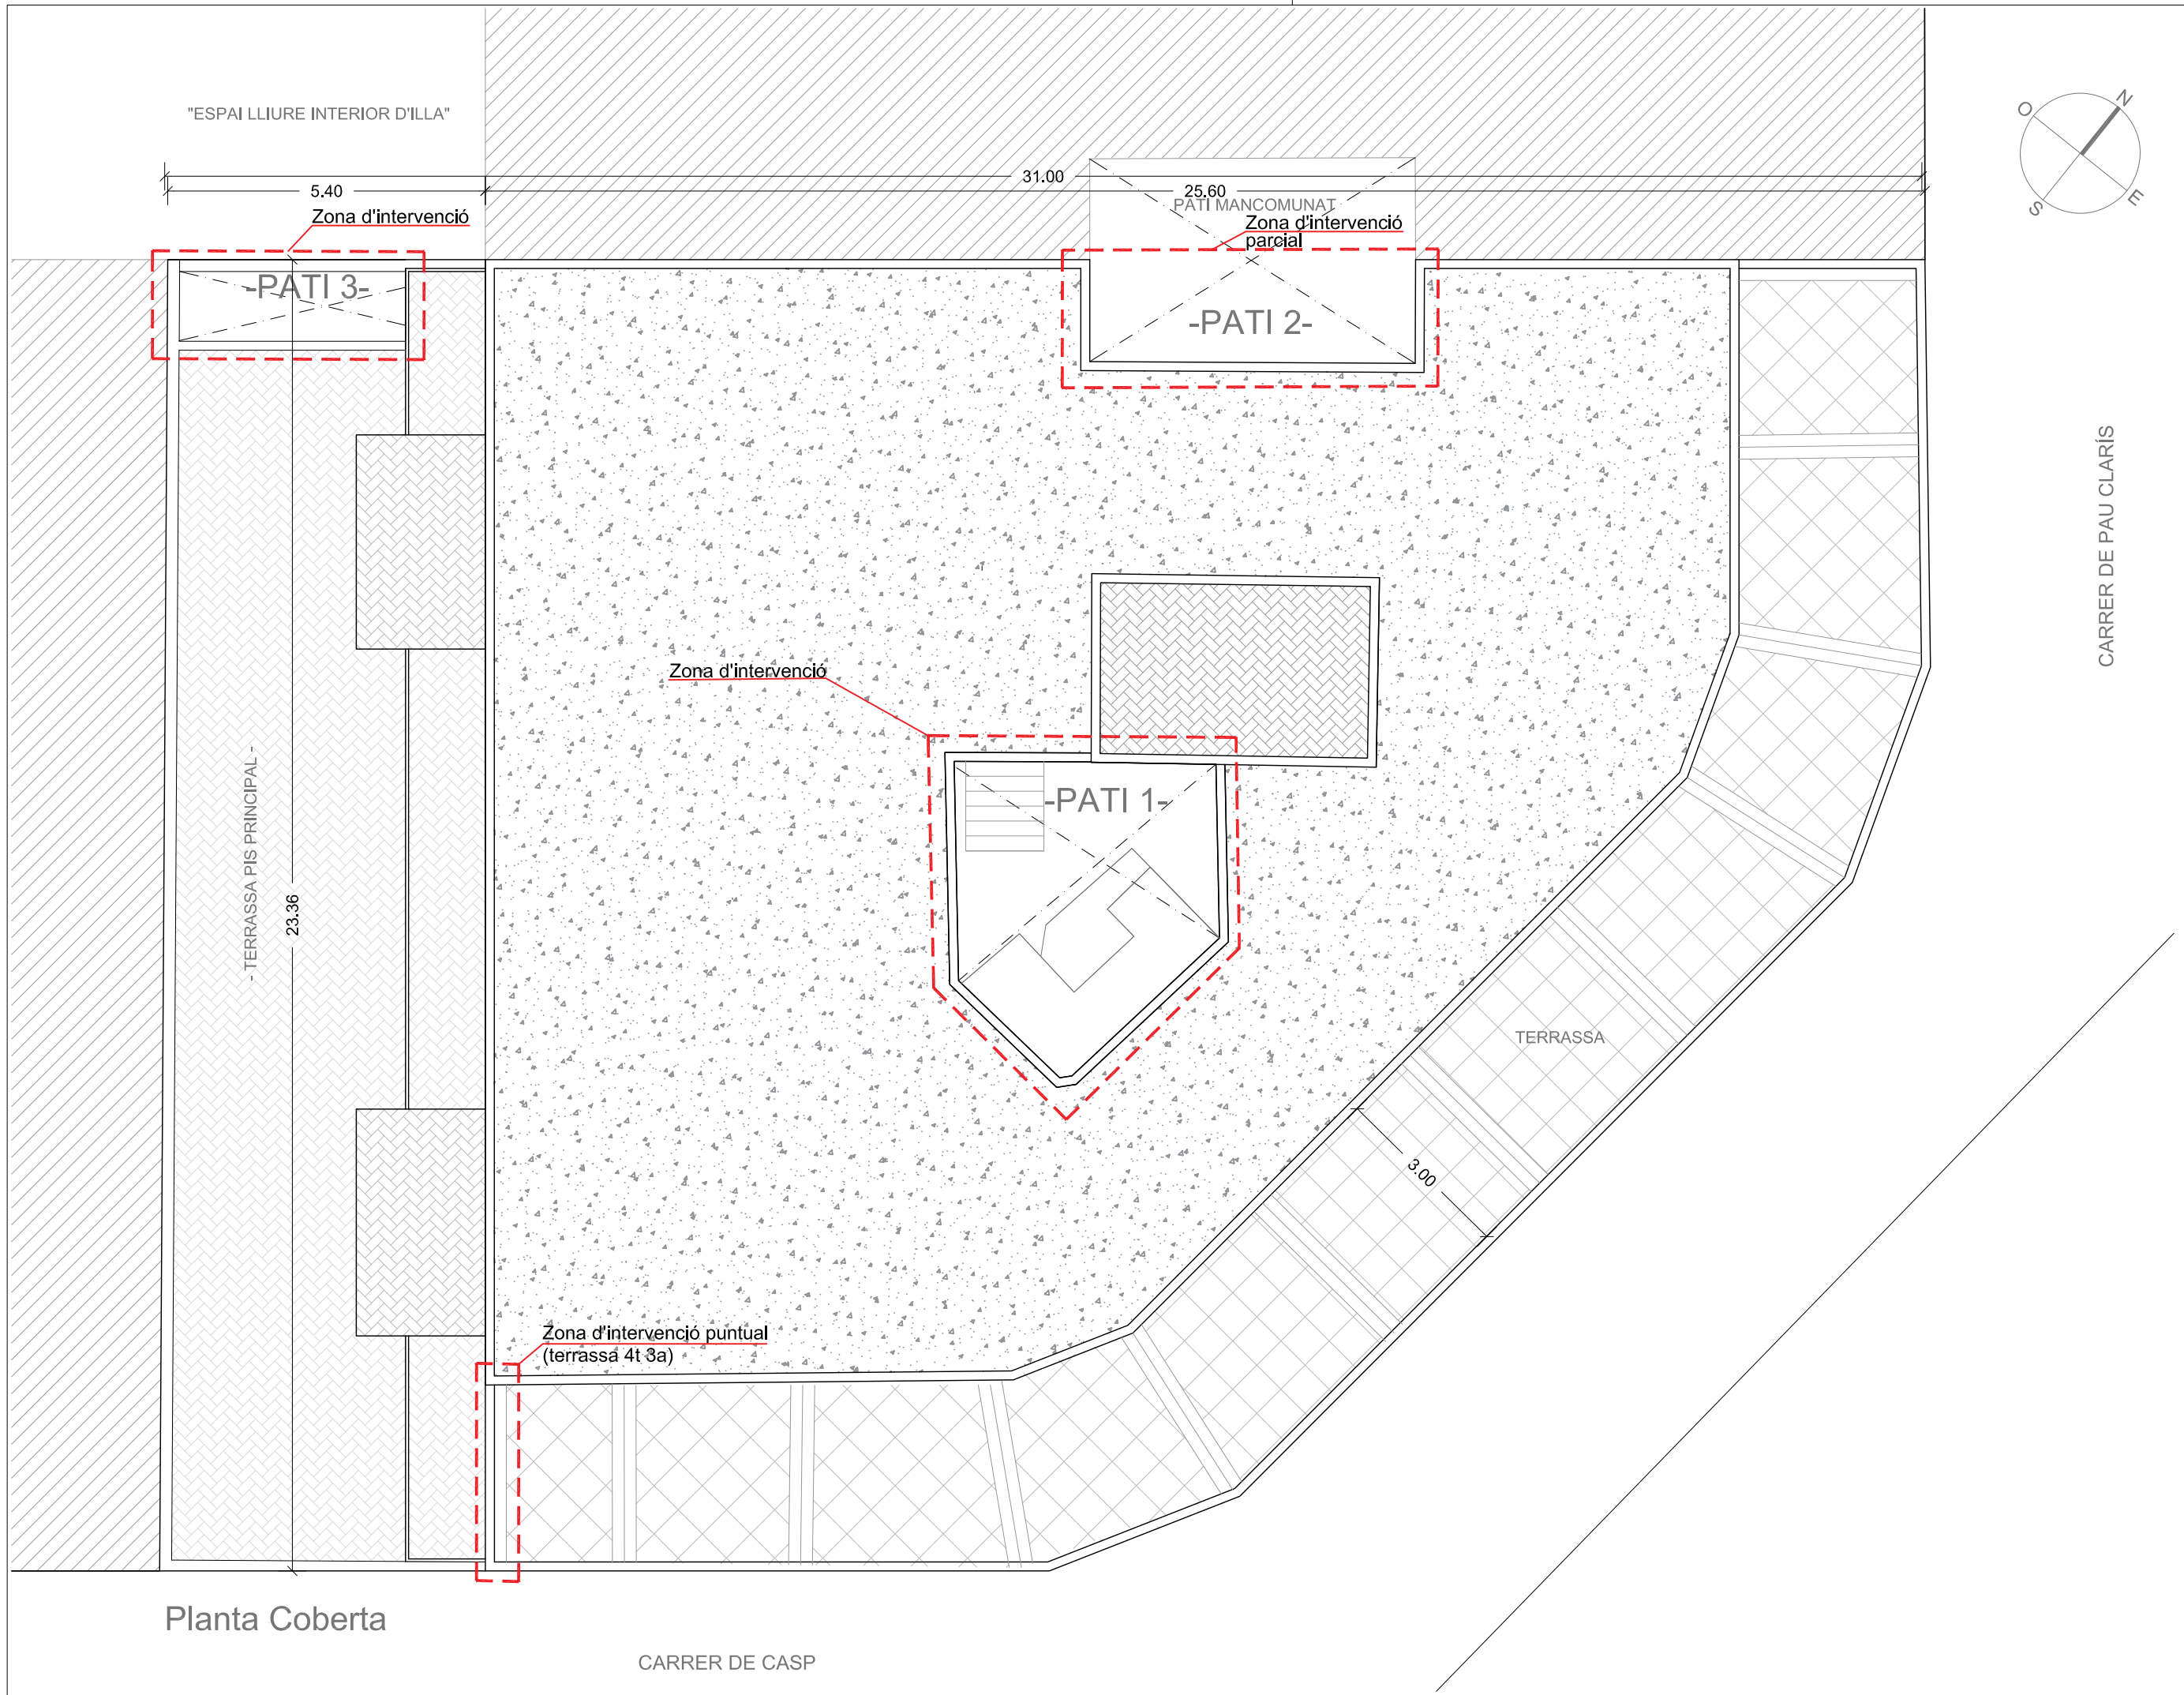 "ESPAI LLIURE INTERIOR D'ILLA"
O
N
S
E
31.00
5.40
25.60
PATI MANCOMUNAT
Zona d'intervenció
Zona d'intervenció
parcial
-PATI 3-
-PATI 2-
CARRER DE PAU CLARÍS
Zona d'intervenció
-PATI 1-
- TERRASSA PIS PRINCIPAL -
23.36
TERRASSA
3.00
Zona d'intervenció puntual
(terrassa 4t 3a)
Planta Coberta
CARRER DE CASP